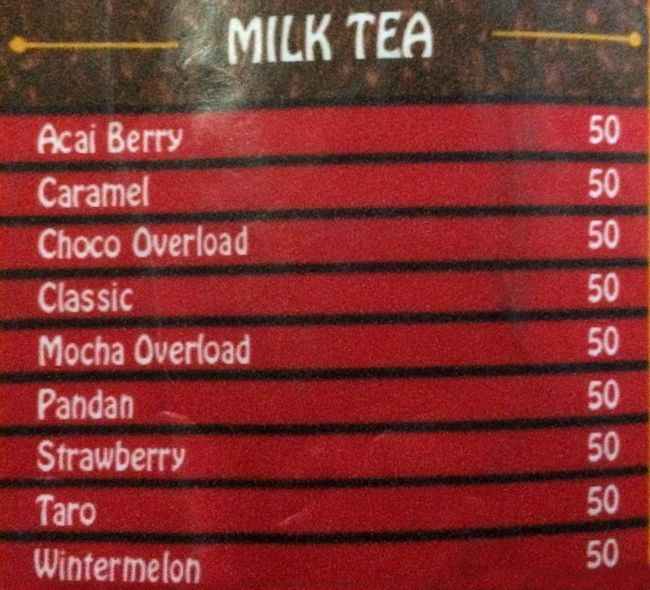 MILK TEA
Acai Berry 50
Caramel 50
Choco Overload 50
Classic 50
Mocha Overload 50
Pandan 50
Strawberry 50
Taro 50
Wintermelon 50